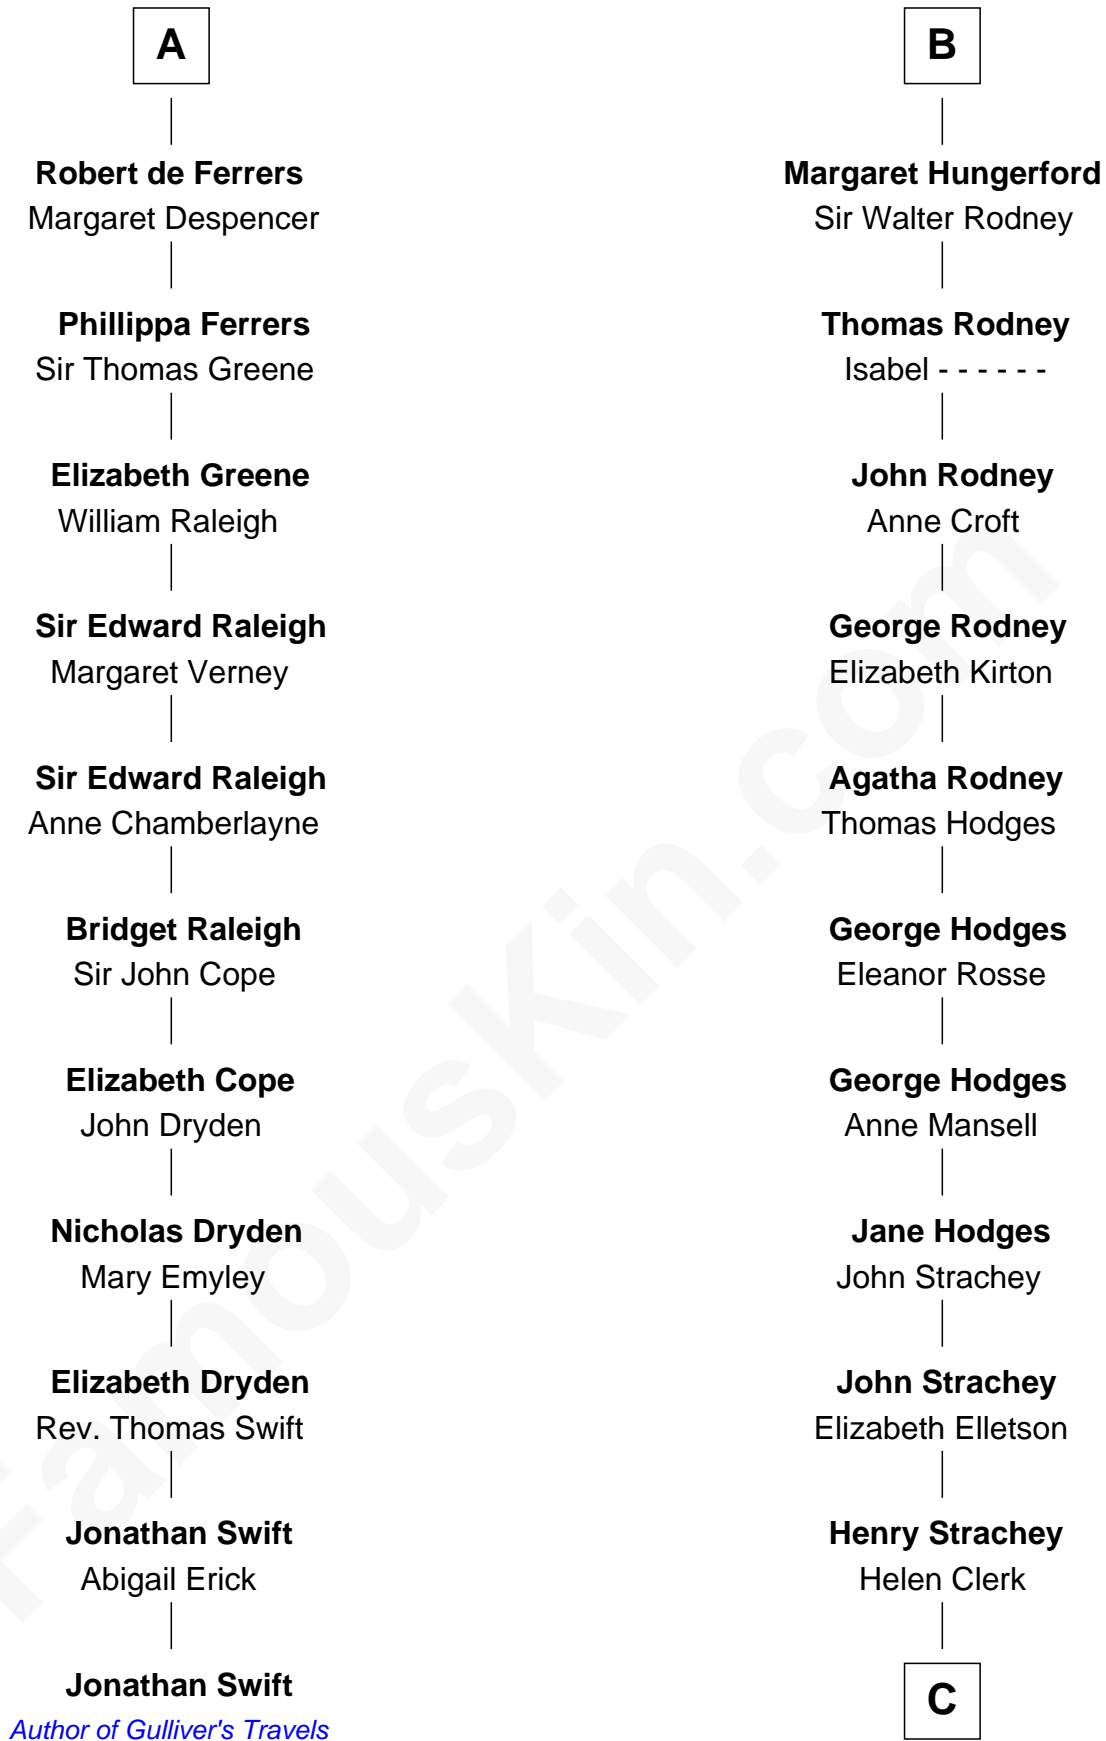 A
Robert de Ferrers
Margaret Despencer
Phillippa Ferrers
Sir Thomas Greene
Elizabeth Greene
William Raleigh
Sir Edward Raleigh
Margaret Verney
Sir Edward Raleigh
Anne Chamberlayne
Bridget Raleigh
Sir John Cope
Elizabeth Cope
John Dryden
Nicholas Dryden
Mary Emyley
Elizabeth Dryden
Rev. Thomas Swift
Jonathan Swift
Abigail Erick
Jonathan Swift
Author of Gulliver's Travels
B
Margaret Hungerford
Sir Walter Rodney
Thomas Rodney
Isabel - - - - - -
John Rodney
Anne Croft
George Rodney
Elizabeth Kirton
Agatha Rodney
Thomas Hodges
George Hodges
Eleanor Rosse
George Hodges
Anne Mansell
Jane Hodges
John Strachey
John Strachey
Elizabeth Elletson
Henry Strachey
Helen Clerk
C
FamousKin.com